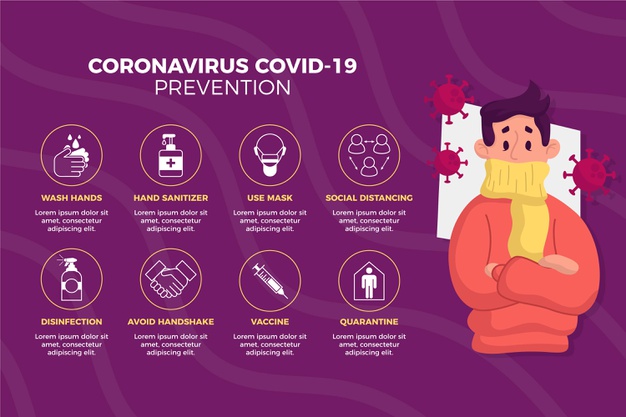 CORONAVIRUS COVID-19
PREVENTION
WASH HANDS
Lorem ipsum dolor sit
amet, consectetur
adipiscing elit.
HAND SANITIZER
Lorem ipsum dolor sit
amet, consectetur
adipiscing elit.
USE MASK
Lorem ipsum dolor sit
amet, consectetur
adipiscing elit.
SOCIAL DISTANCING
Lorem ipsum dolor sit
amet, consectetur
adipiscing elit.
DISINFECTION
Lorem ipsum dolor sit
amet, consectetur
adipiscing elit.
AVOID HANDSHAKE
Lorem ipsum dolor sit
amet, consectetur
adipiscing elit.
VACCINE
Lorem ipsum dolor sit
amet, consectetur
adipiscing elit.
QUARANTINE
Lorem ipsum dolor sit
amet, consectetur
adipiscing elit.